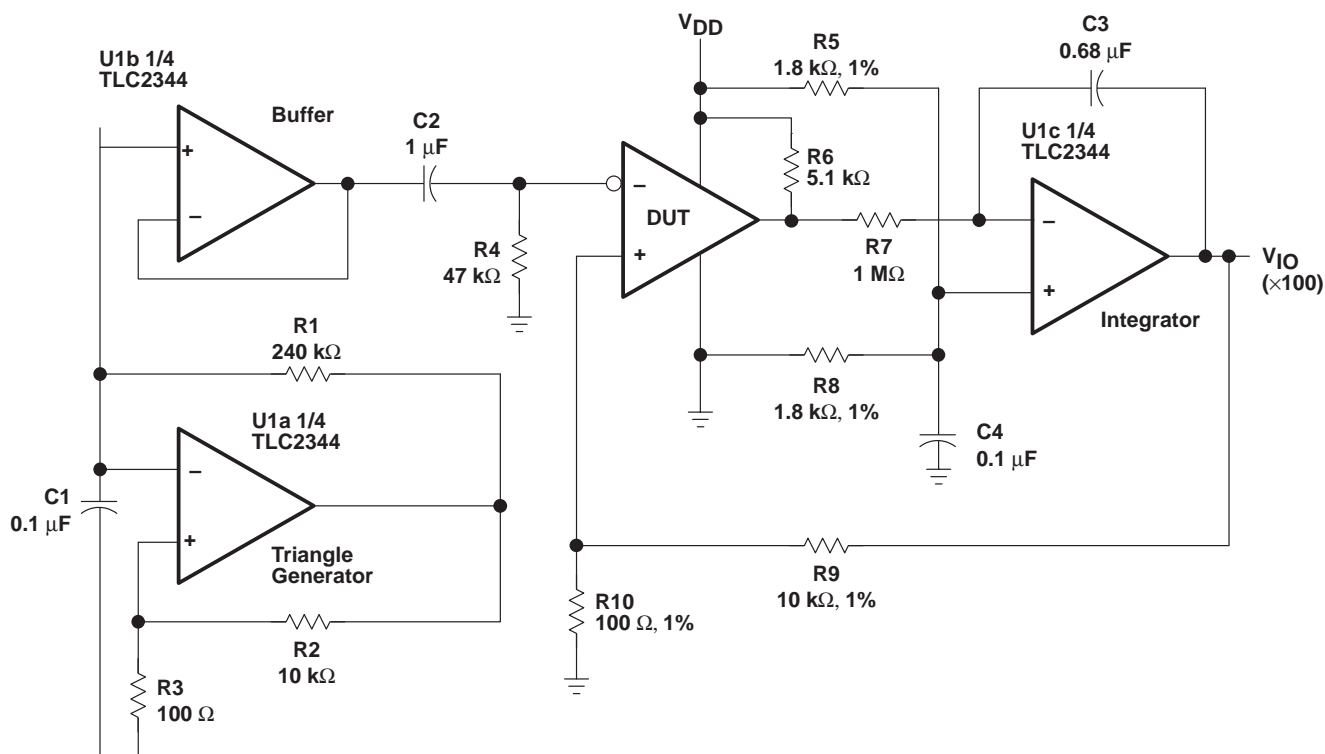 U1b 1/4
TLC2344
Buffer
+
−
C2
1 µF
R4
47 kΩ
VDD
R5
1.8 kΩ, 1%
R6
5.1 kΩ
−
DUT
+
R7
1 MΩ
C3
0.68 µF
U1c 1/4
TLC2344
−
+
Integrator
VIO
(×100)
R8
1.8 kΩ, 1%
C4
0.1 µF
R1
240 kΩ
U1a 1/4
TLC2344
−
+
C1
0.1 µF
Triangle
Generator
R2
10 kΩ
R3
100 Ω
R9
10 kΩ, 1%
R10
100 Ω, 1%